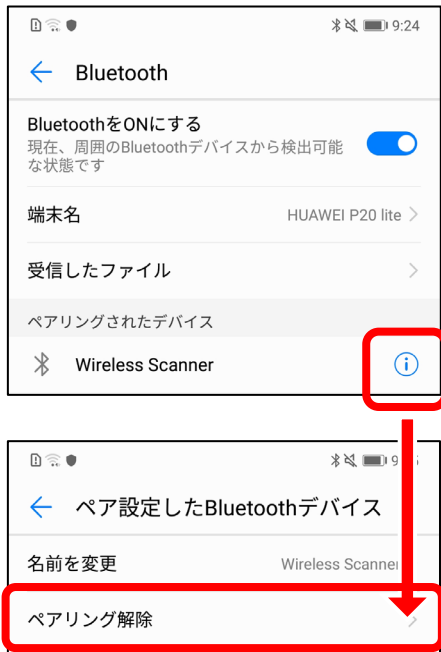 9:24
Bluetooth
BluetoothをONにする
現在、周囲のBluetoothデバイスから検出可能
な状態です
端末名 HUAWEI P20 lite
受信したファイル
ペアリングされたデバイス
Wireless Scanner
ペア設定したBluetoothデバイス
名前を変更 Wireless
ペアリング解除